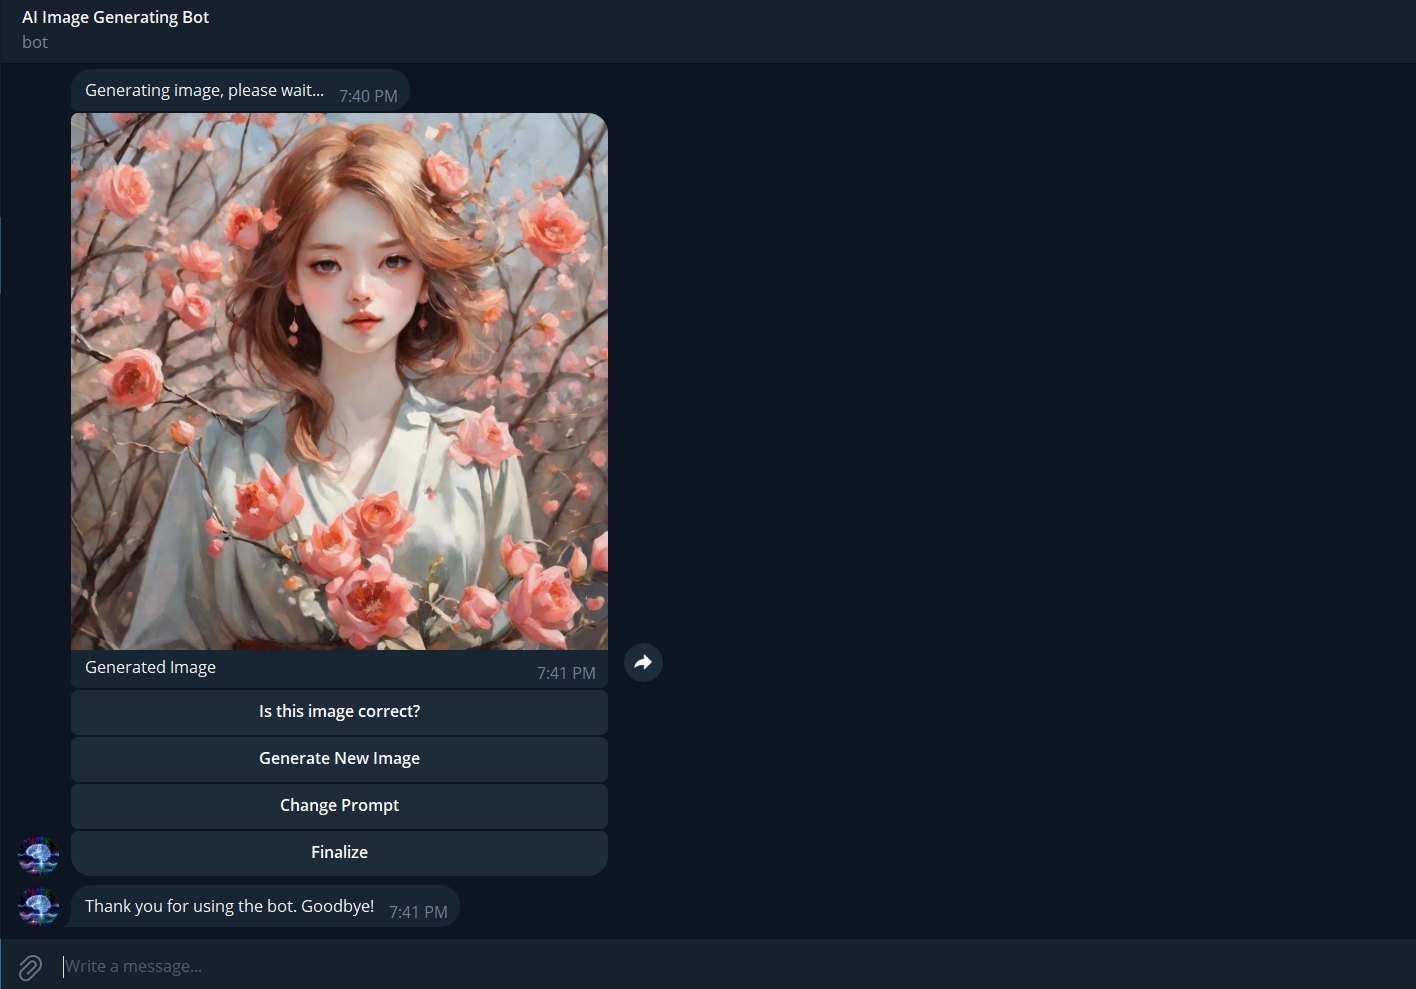 AI Image Generating Bot
bot
Generating image, please wait... 7:40 PM
Generated Image 7:41 PM
Is this image correct?
Generate New Image
Change Prompt
Finalize
Thank you for using the bot. Goodbye! 7:41 PM
Write a message...